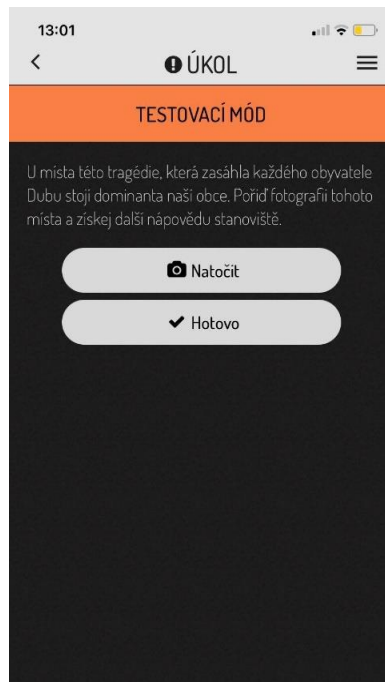 13:01
ÚKOL
TESTOVACÍ MÓD
U místa této tragédie, která zasáhla každého obyvatele
Dubu stojí dominanta naší obce. Pořiď fotografii tohoto
místa a získej další nápovědu stanoviště.
Natočit
Hotovo